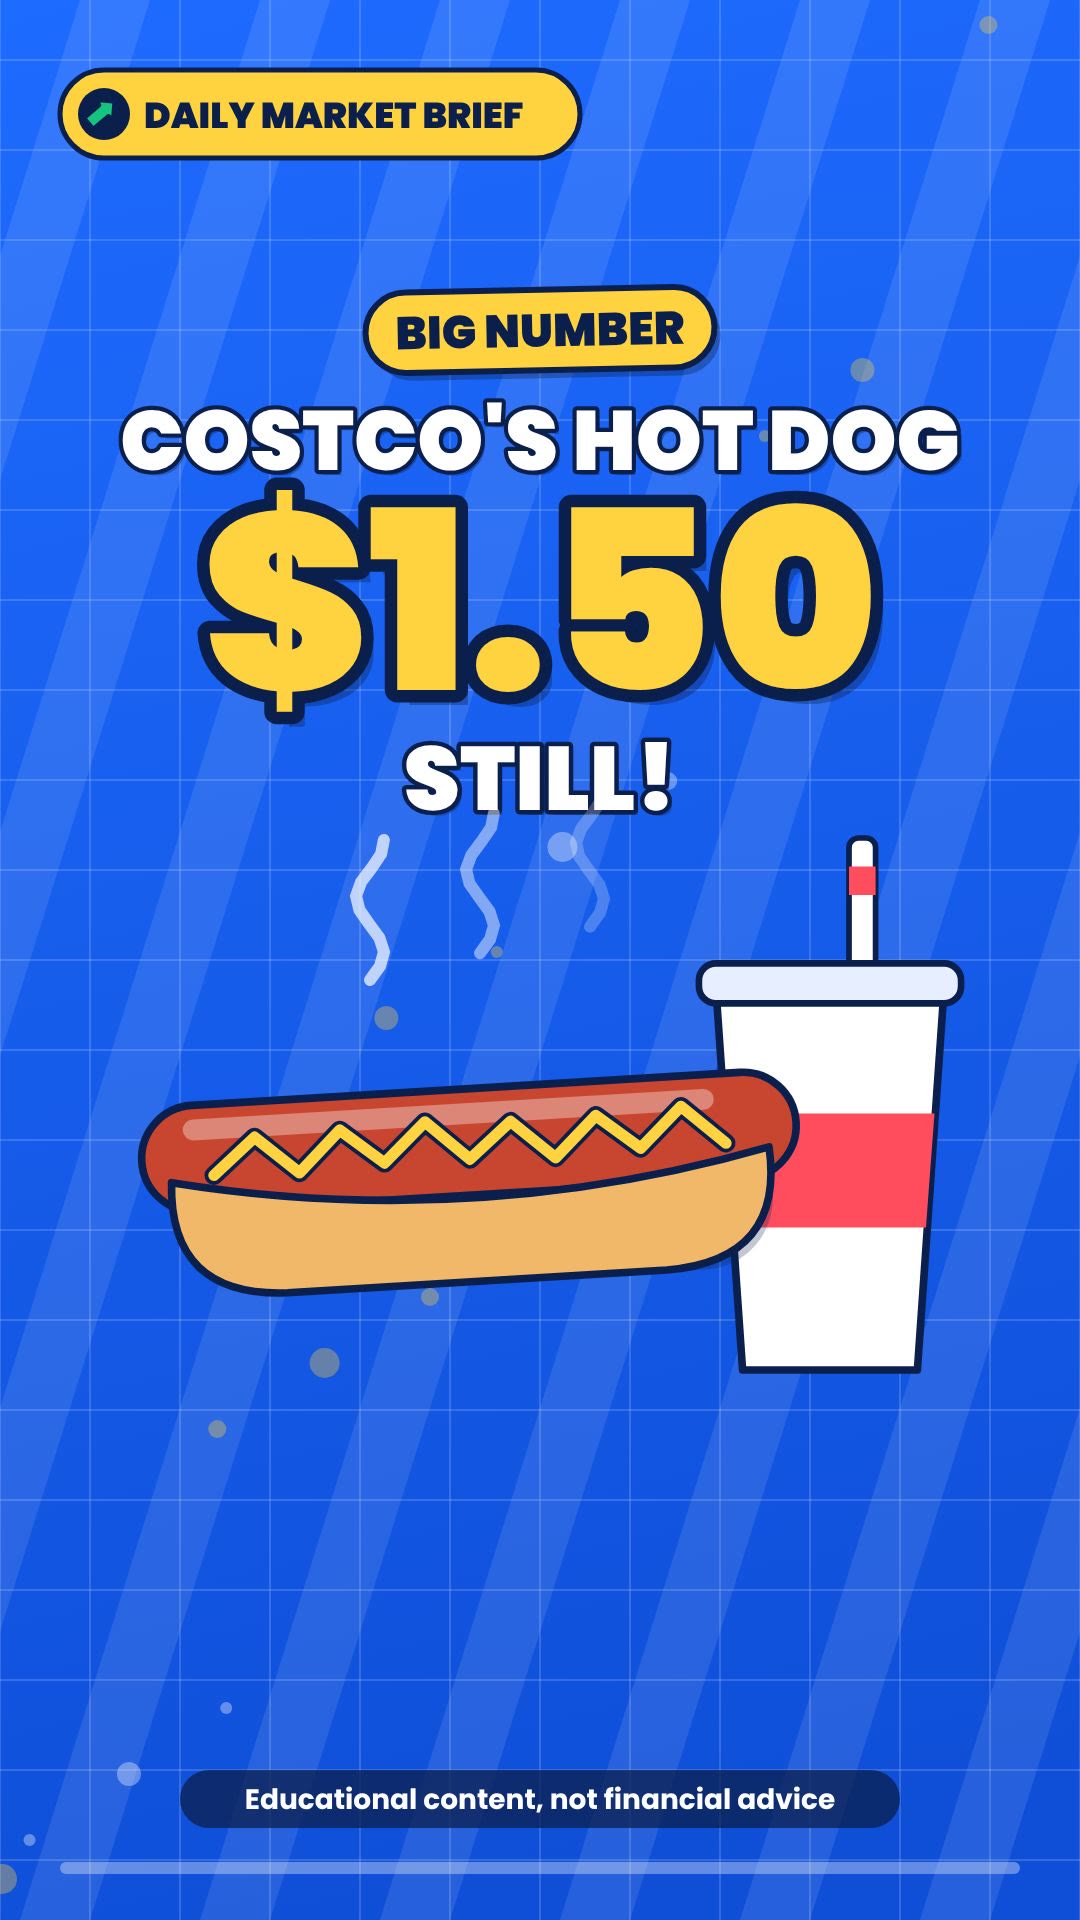 DAILY MARKET BRIEF
BIG NUMBER
COSTCO'S HOT DOG
$1.50
STILL!
Educational content, not financial advice